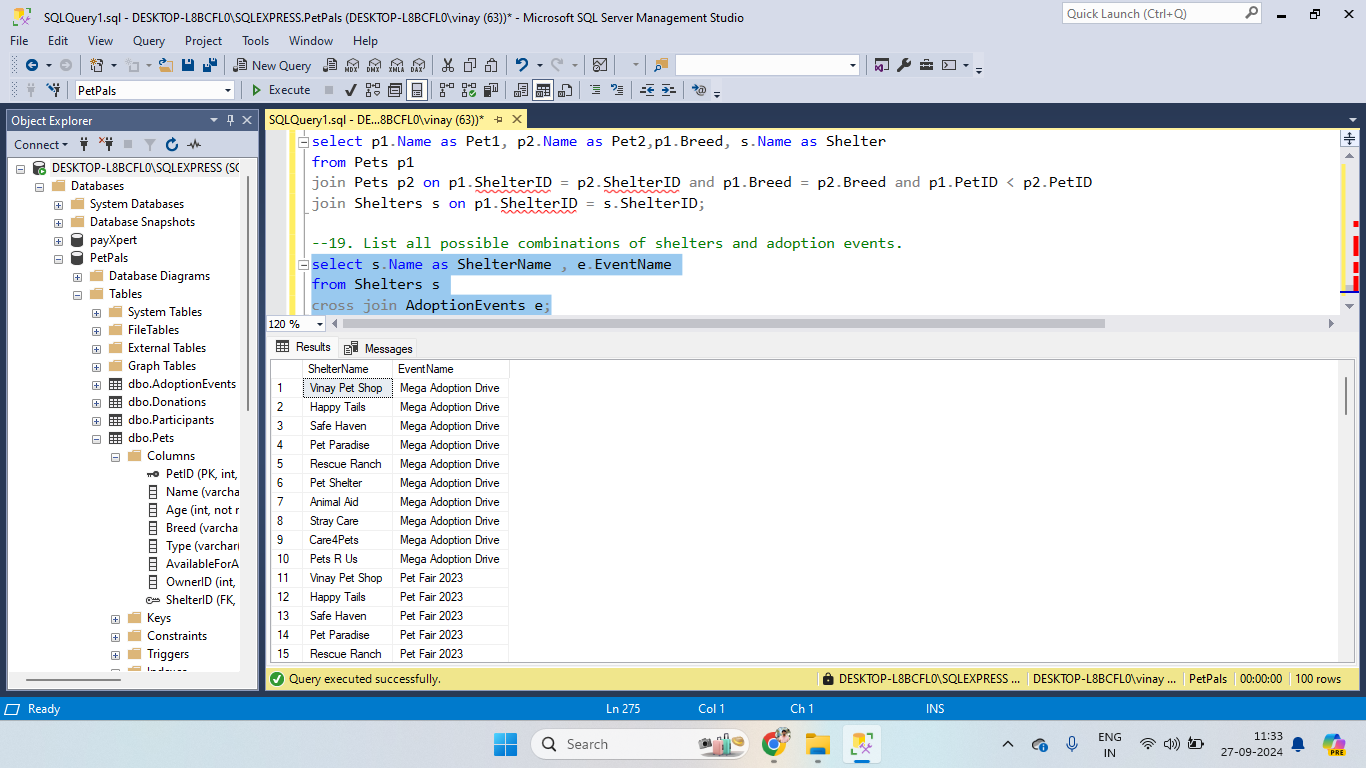 SQLQuery1.sql - DESKTOP-L8BCFL0\SQLEXPRESS.PetPals (DESKTOP-L8BCFL0\vinay (63))* - Microsoft SQL Server Management Studio
Quick Launch (Ctrl+Q)
File Edit View Query Project Tools Window Help
New Query MDX DMX XMLA DAX
PetPals Execute
Object Explorer
SQLQuery1.sql - DE...8BCFL0\vinay (63))*
Connect
DESKTOP-L8BCFL0\SQLEXPRESS (SQ
Databases
System Databases
Database Snapshots
payXpert
PetPals
Database Diagrams
Tables
System Tables
FileTables
External Tables
Graph Tables
dbo.AdoptionEvents
dbo.Donations
dbo.Participants
dbo.Pets
Columns
PetID (PK, int,
Name (varcha
Age (int, not r
Breed (varcha
Type (varchar(
AvailableForA
OwnerID (int,
ShelterID (FK,
Keys
Constraints
Triggers
Indexes
select p1.Name as Pet1, p2.Name as Pet2,p1.Breed, s.Name as Shelter
from Pets p1
join Pets p2 on p1.ShelterID = p2.ShelterID and p1.Breed = p2.Breed and p1.PetID < p2.PetID
join Shelters s on p1.ShelterID = s.ShelterID;
--19. List all possible combinations of shelters and adoption events.
select s.Name as ShelterName , e.EventName
from Shelters s
cross join AdoptionEvents e;
120 %
Results Messages
ShelterName EventName
1 Vinay Pet Shop Mega Adoption Drive
2 Happy Tails Mega Adoption Drive
3 Safe Haven Mega Adoption Drive
4 Pet Paradise Mega Adoption Drive
5 Rescue Ranch Mega Adoption Drive
6 Pet Shelter Mega Adoption Drive
7 Animal Aid Mega Adoption Drive
8 Stray Care Mega Adoption Drive
9 Care4Pets Mega Adoption Drive
10 Pets R Us Mega Adoption Drive
11 Vinay Pet Shop Pet Fair 2023
12 Happy Tails Pet Fair 2023
13 Safe Haven Pet Fair 2023
14 Pet Paradise Pet Fair 2023
15 Rescue Ranch Pet Fair 2023
Query executed successfully. DESKTOP-L8BCFL0\SQLEXPRESS ... DESKTOP-L8BCFL0\vinay ... PetPals 00:00:00 100 rows
Ready Ln 275 Col 1 Ch 1 INS
Search
ENG
IN
11:33
27-09-2024
PRE